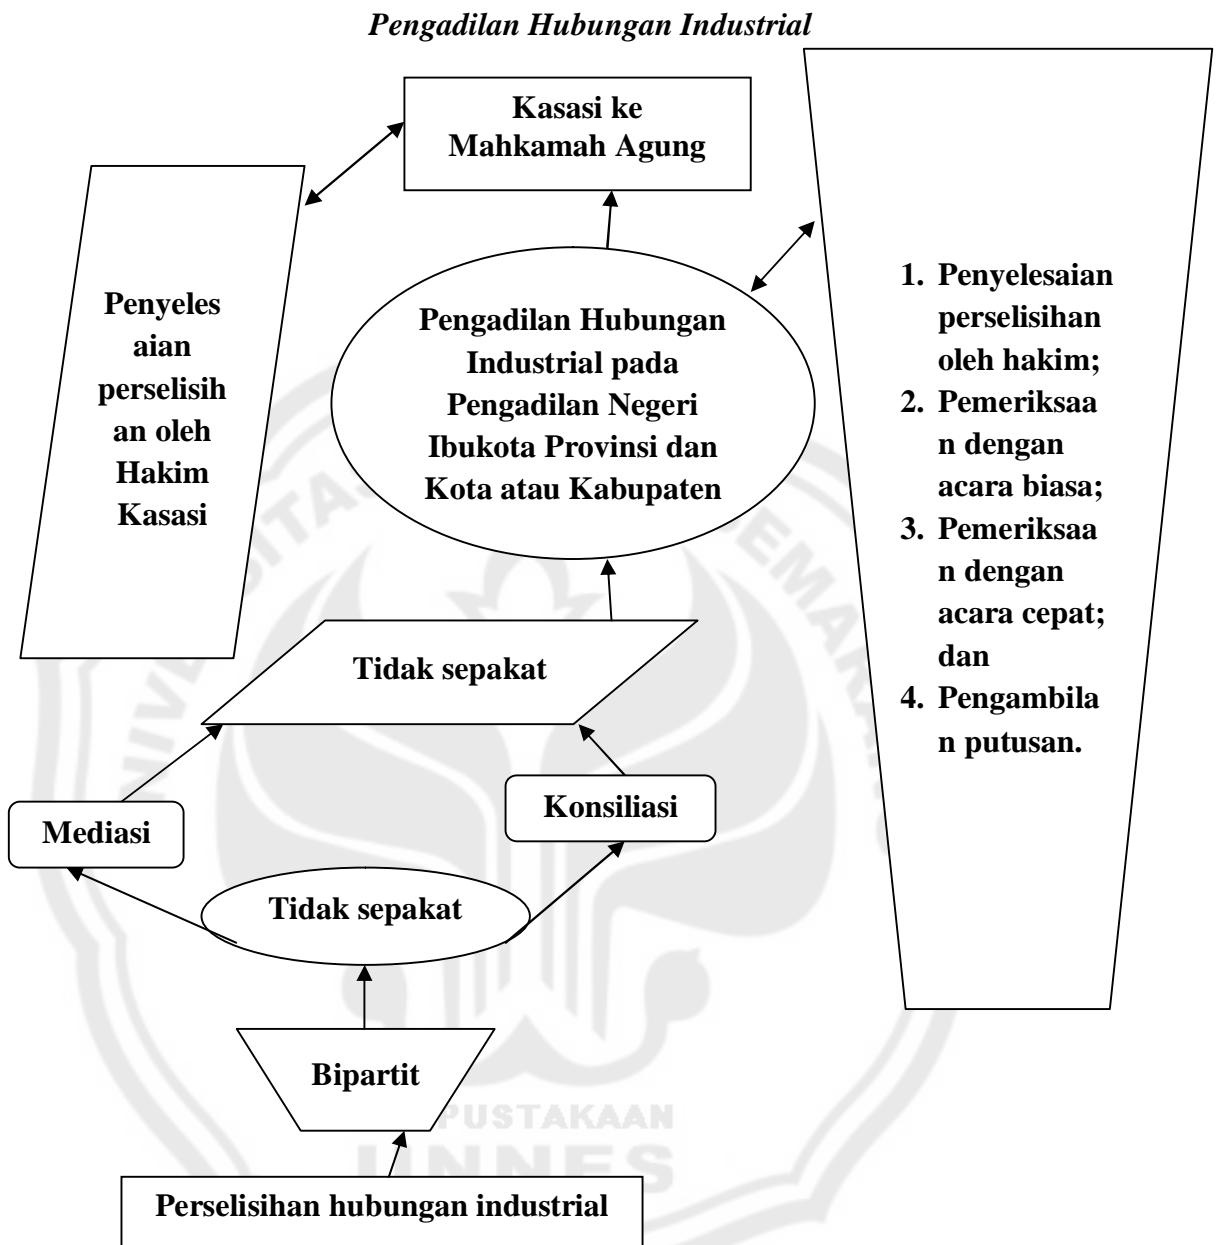 Pengadilan Hubungan Industrial
Kasasi ke
Mahkamah Agung
Penyeles
aian
perselisih
an oleh
Hakim
Kasasi
Pengadilan Hubungan
Industrial pada
Pengadilan Negeri
Ibukota Provinsi dan
Kota atau Kabupaten
1. Penyelesaian
perselisihan
oleh hakim;
2. Pemeriksaa
n dengan
acara biasa;
3. Pemeriksaa
n dengan
acara cepat;
dan
4. Pengambila
n putusan.
Tidak sepakat
Mediasi
Konsiliasi
Tidak sepakat
Bipartit
PUSTAKAAN
UNNES
Perselisihan hubungan industrial